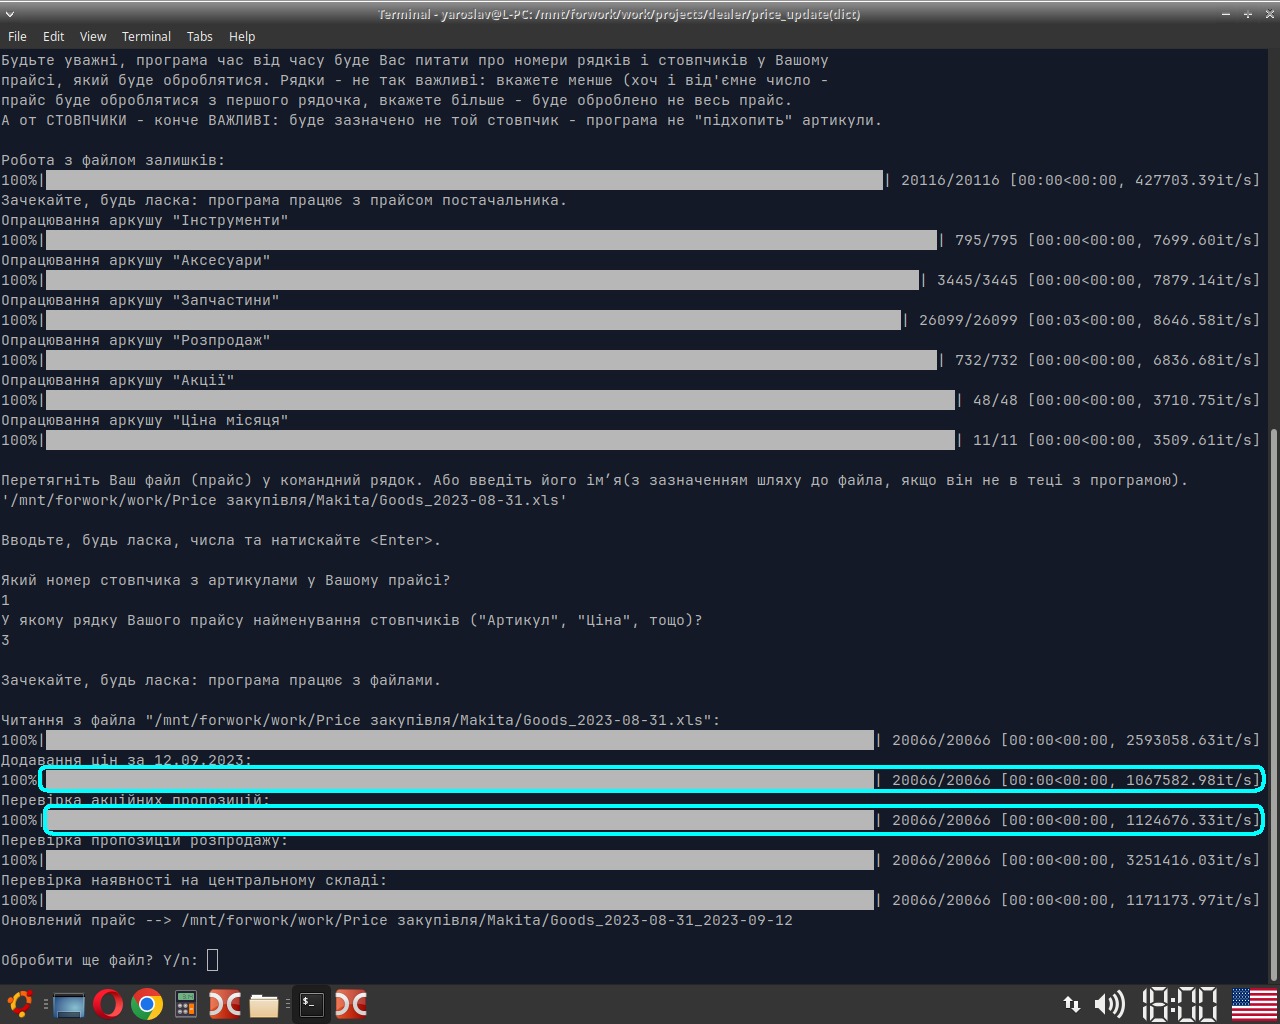 Terminal - yaroslav@L-PC: /mnt/forwork/work/projects/dealer/price_update(dict)
File Edit View Terminal Tabs Help
Будьте уважні, програма час від часу буде Вас питати про номери рядків і стовпчиків у Вашому
прайсі, який буде оброблятися. Рядки - не так важливі: вкажете менше (хоч і від'ємне число -
прайс буде оброблятися з першого рядочка, вкажете більше - буде оброблено не весь прайс.
А от СТОВПЧИКИ - конче ВАЖЛИВІ: буде зазначено не той стовпчик - програма не "підхопить" артикули.
Робота з файлом залишків:
100%| | 20116/20116 [00:00<00:00, 427703.39it/s]
Зачекайте, будь ласка: програма працює з прайсом постачальника.
Опрацювання аркушу "Інструменти"
100%| | 795/795 [00:00<00:00, 7699.60it/s]
Опрацювання аркушу "Аксесуари"
100%| | 3445/3445 [00:00<00:00, 7879.14it/s]
Опрацювання аркушу "Запчастини"
100%| | 26099/26099 [00:03<00:00, 8646.58it/s]
Опрацювання аркушу "Розпродаж"
100%| | 732/732 [00:00<00:00, 6836.68it/s]
Опрацювання аркушу "Акції"
100%| | 48/48 [00:00<00:00, 3710.75it/s]
Опрацювання аркушу "Ціна місяця"
100%| | 11/11 [00:00<00:00, 3509.61it/s]
Перетягніть Ваш файл (прайс) у командний рядок. Або введіть його ім’я(з зазначенням шляху до файла, якщо він не в теці з програмою).
'/mnt/forwork/work/Price закупівля/Makita/Goods_2023-08-31.xls'
Вводьте, будь ласка, числа та натискайте <Enter>.
Який номер стовпчика з артикулами у Вашому прайсі?
1
У якому рядку Вашого прайсу найменування стовпчиків ("Артикул", "Ціна", тощо)?
3
Зачекайте, будь ласка: програма працює з файлами.
Читання з файла "/mnt/forwork/work/Price закупівля/Makita/Goods_2023-08-31.xls":
100%| | 20066/20066 [00:00<00:00, 2593058.63it/s]
Додавання цін за 12.09.2023:
100%| | 20066/20066 [00:00<00:00, 1067582.98it/s]
Перевірка акційних пропозицій:
100%| | 20066/20066 [00:00<00:00, 1124676.33it/s]
Перевірка пропозицій розпродажу:
100%| | 20066/20066 [00:00<00:00, 3251416.03it/s]
Перевірка наявності на центральному складі:
100%| | 20066/20066 [00:00<00:00, 1171173.97it/s]
Оновлений прайс --> /mnt/forwork/work/Price закупівля/Makita/Goods_2023-08-31_2023-09-12
Обробити ще файл? Y/n:
18:00